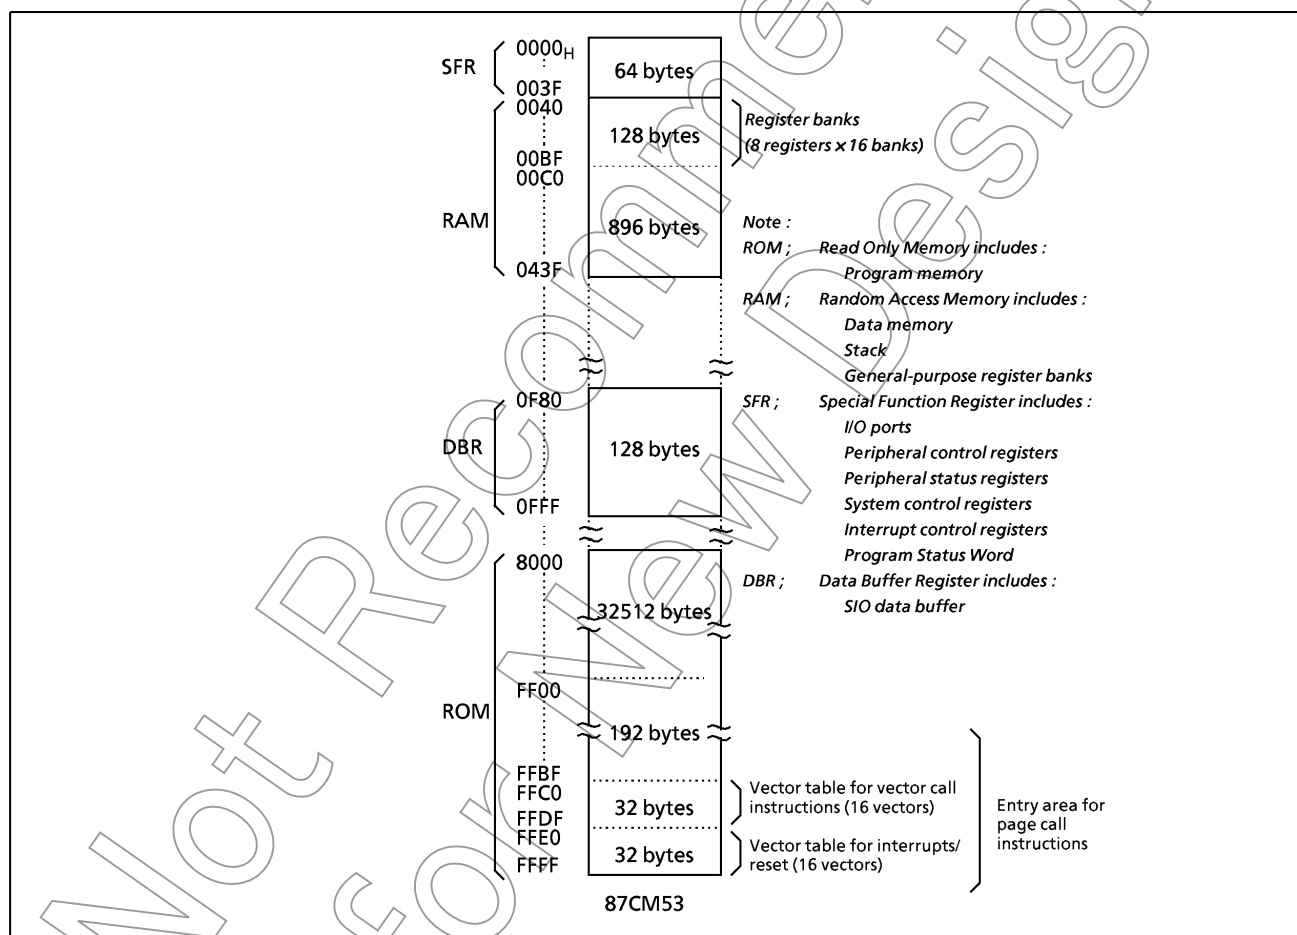 SFR
0000H
003F
64 bytes
RAM
0040
00BF
00C0
043F
128 bytes
896 bytes
Register banks
(8 registers × 16 banks)
Note :
ROM ; Read Only Memory includes :
Program memory
RAM ; Random Access Memory includes :
Data memory
Stack
General-purpose register banks
SFR ; Special Function Register includes :
I/O ports
Peripheral control registers
Peripheral status registers
System control registers
Interrupt control registers
Program Status Word
DBR ; Data Buffer Register includes :
SIO data buffer
DBR
0F80
0FFF
128 bytes
ROM
8000
FF00
FFBF
FFC0
FFDF
FFE0
FFFF
32512 bytes
192 bytes
32 bytes
32 bytes
Vector table for vector call
instructions (16 vectors)
Vector table for interrupts/
reset (16 vectors)
Entry area for
page call
instructions
87CM53
Not Recommen
for New Desig